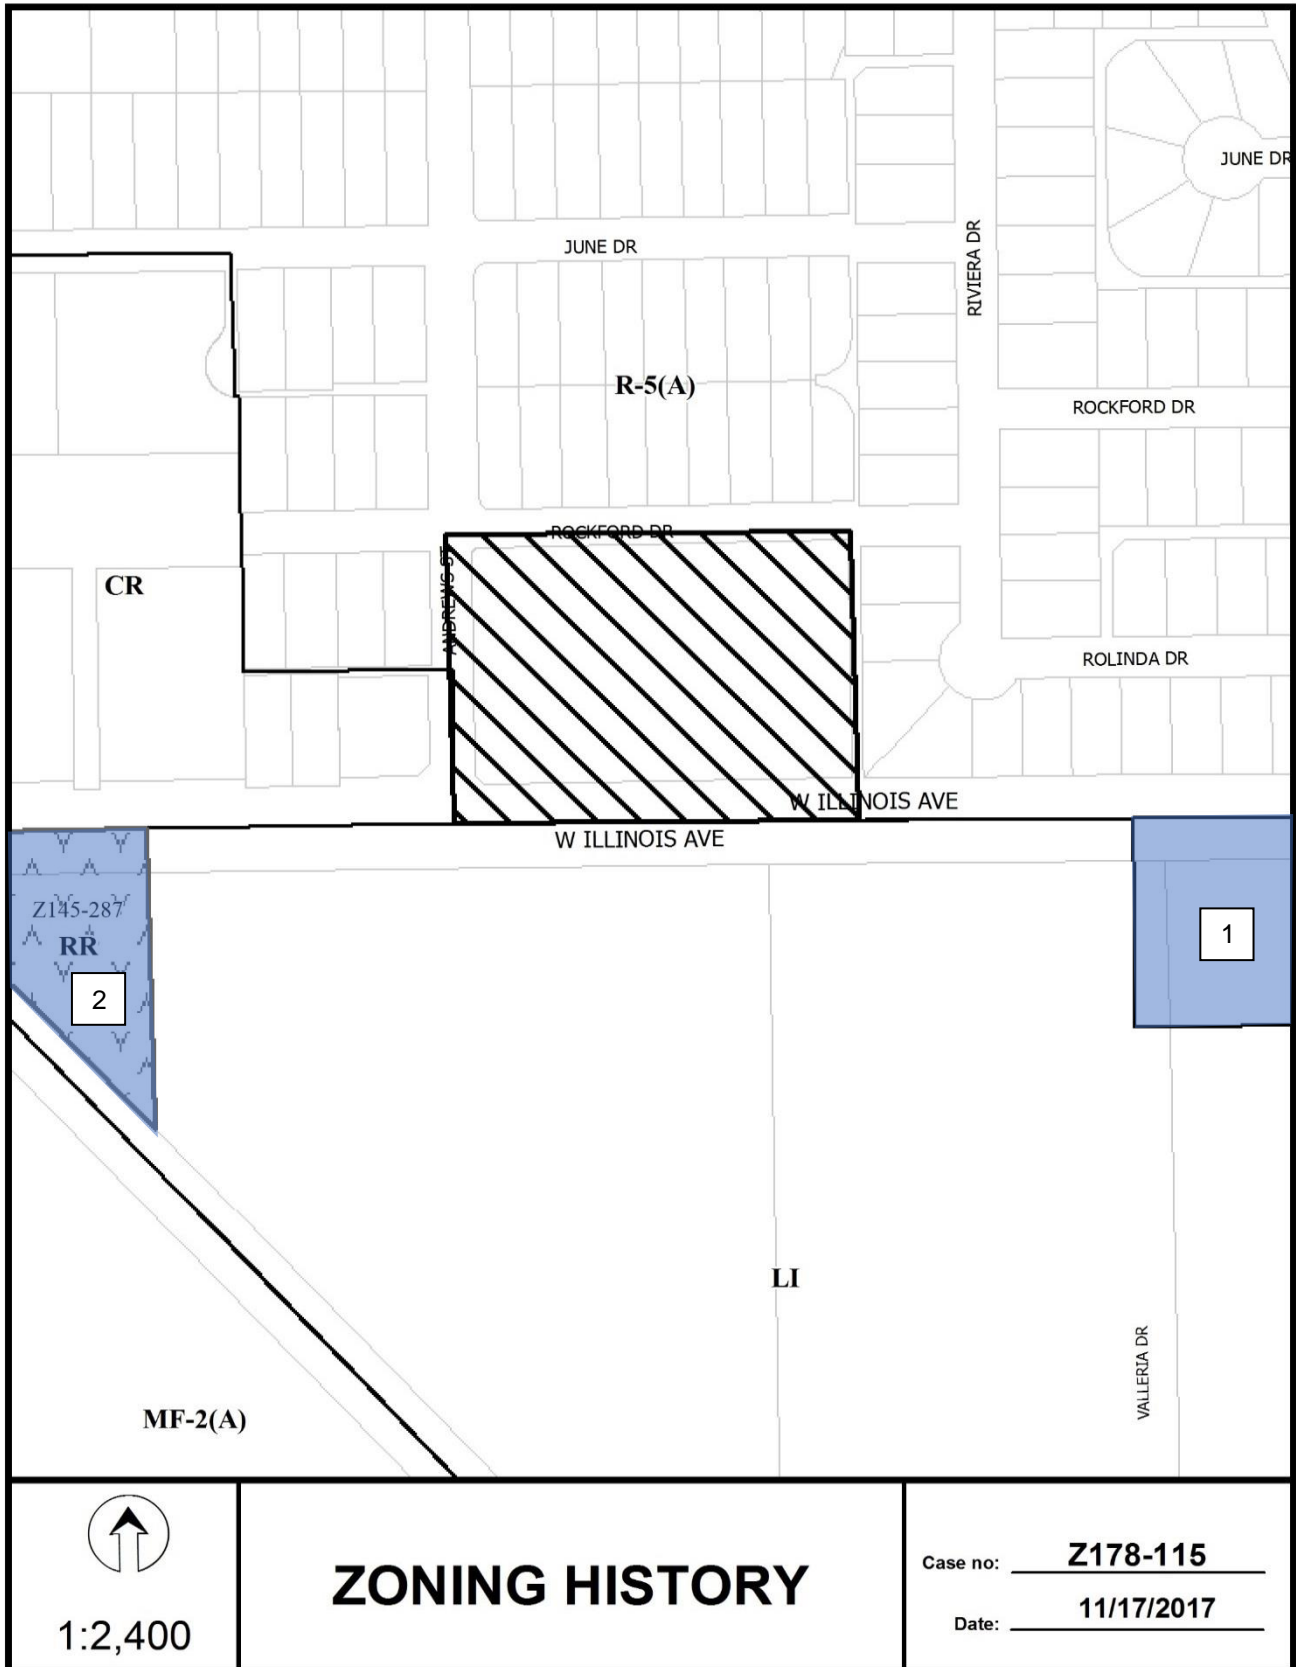 JUNE DR
JUNE DR
RIVIERA DR
R-5(A)
ROCKFORD DR
ROCKFORD DR
ANDREWS ST
CR
ROLINDA DR
W ILLINOIS AVE
W ILLINOIS AVE
Z145-287
RR
1
2
LI
VALLERIA DR
MF-2(A)
1:2,400
ZONING HISTORY
Case no: Z178-115
Date: 11/17/2017